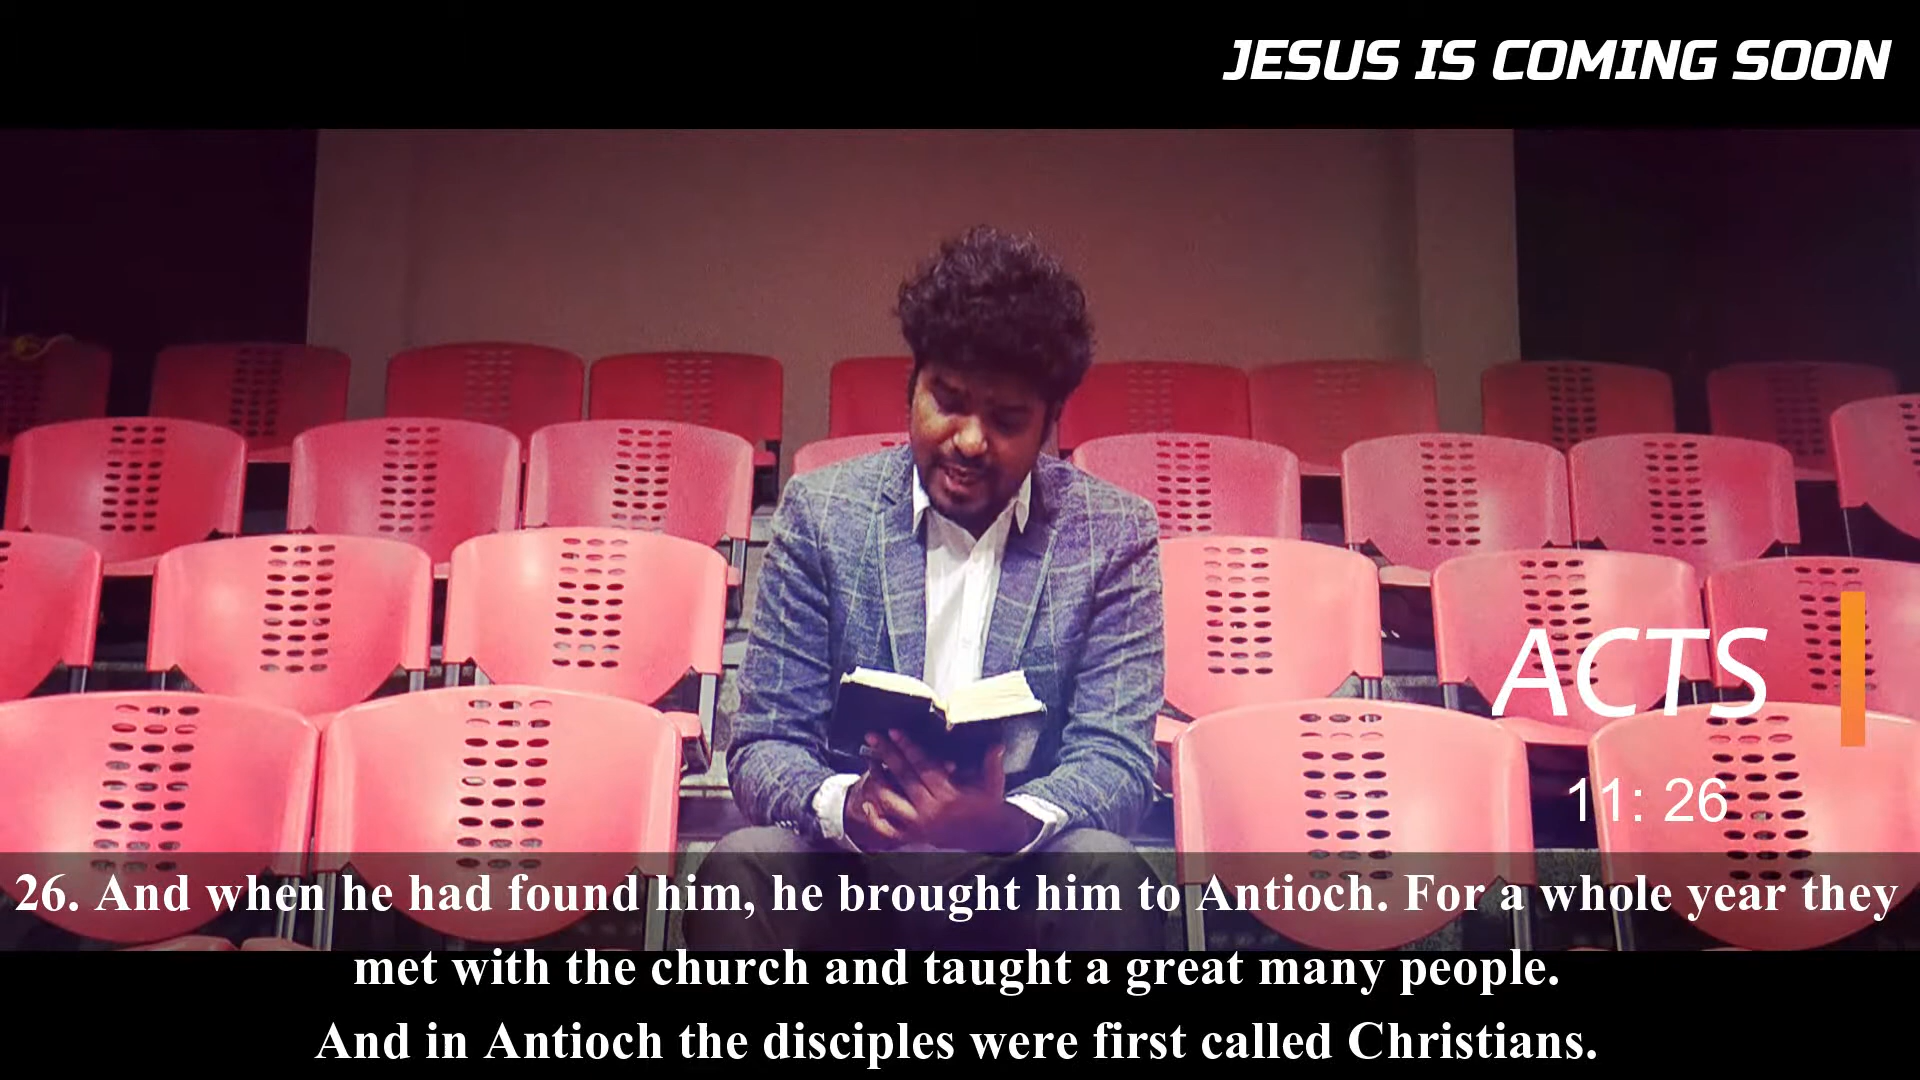 JESUS IS COMING SOON
ACTS
11: 26
26. And when he had found him, he brought him to Antioch. For a whole year they
met with the church and taught a great many people.
And in Antioch the disciples were first called Christians.